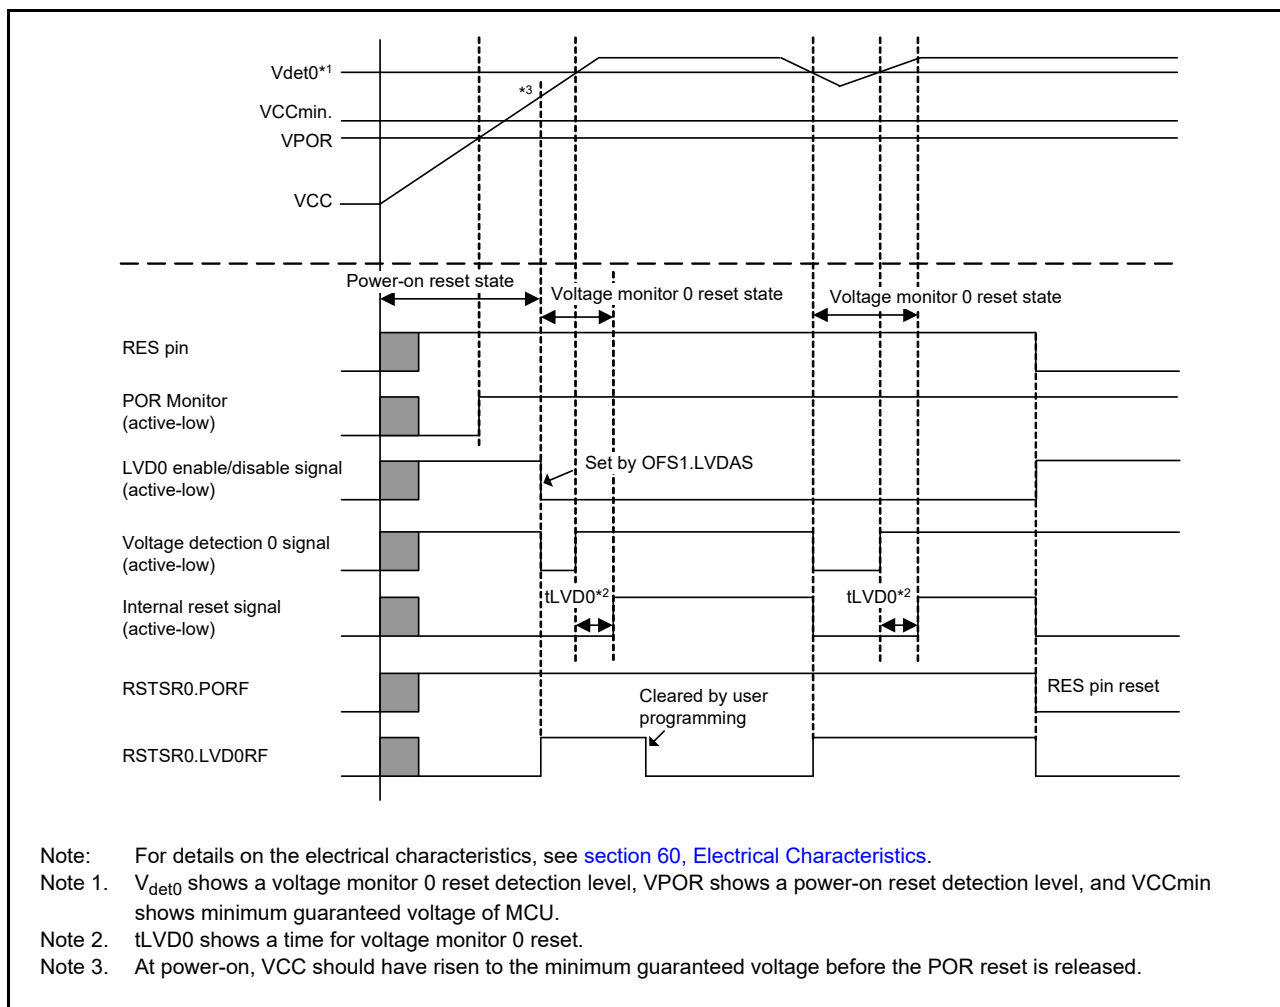 Vdet0*1
*3
VCCmin.
VPOR
VCC
Power-on reset state
Voltage monitor 0 reset state
Voltage monitor 0 reset state
RES pin
POR Monitor
(active-low)
LVD0 enable/disable signal
(active-low)
Set by OFS1.LVDAS
Voltage detection 0 signal
(active-low)
Internal reset signal
(active-low)
tLVD0*2
tLVD0*2
RSTSR0.PORF
RES pin reset
Cleared by user
programming
RSTSR0.LVD0RF
Note: For details on the electrical characteristics, see section 60, Electrical Characteristics.
Note 1. Vdet0 shows a voltage monitor 0 reset detection level, VPOR shows a power-on reset detection level, and VCCmin
shows minimum guaranteed voltage of MCU.
Note 2. tLVD0 shows a time for voltage monitor 0 reset.
Note 3. At power-on, VCC should have risen to the minimum guaranteed voltage before the POR reset is released.